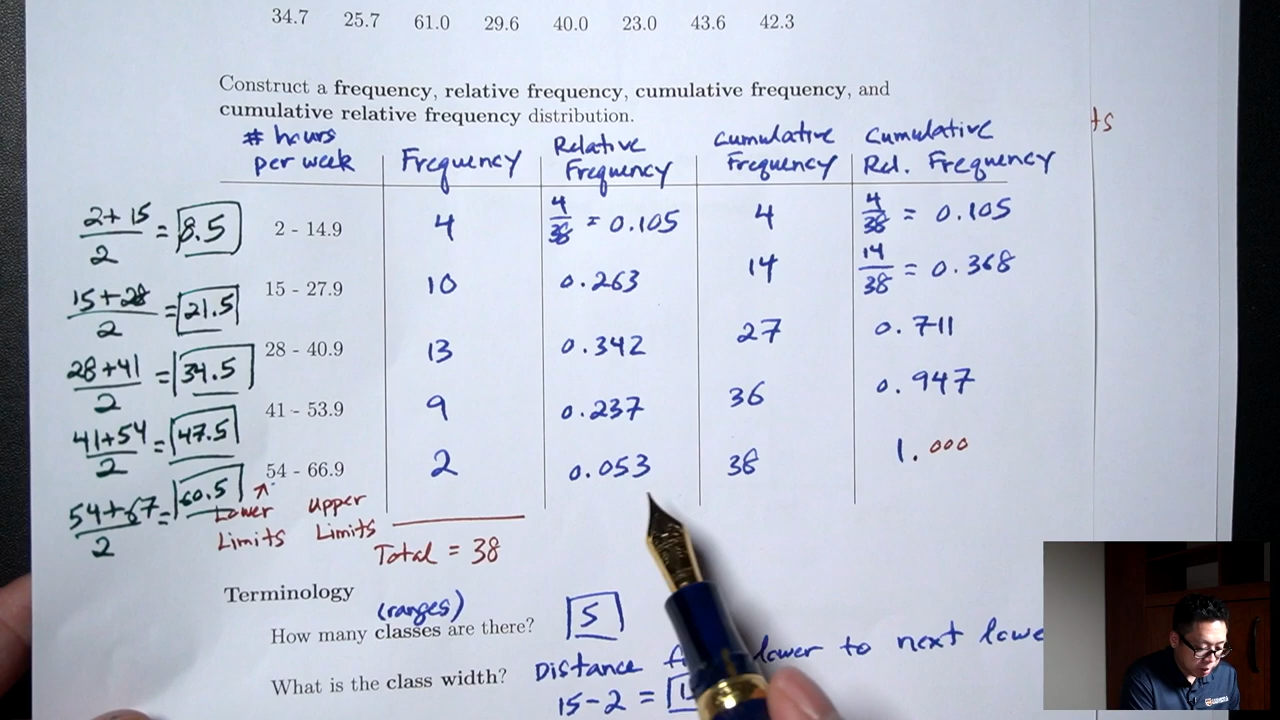 34.7 25.7 61.0 29.6 40.0 23.0 43.6 42.3
Construct a frequency, relative frequency, cumulative frequency, and
cumulative relative frequency distribution.
# hours per week Frequency Relative Frequency Cumulative Frequency Cumulative Rel. Frequency
ts
2+15/2 = 8.5 2 - 14.9 4 4/38 = 0.105 4 4/38 = 0.105
15+28/2 = 21.5 15 - 27.9 10 0.263 14 14/38 = 0.368
28+41/2 = 34.5 28 - 40.9 13 0.342 27 0.711
41+54/2 = 47.5 41 - 53.9 9 0.237 36 0.947
54+67/2 = 60.5 54 - 66.9 2 0.053 38 1.000
Lower Limits Upper Limits
Total = 38
Terminology
(ranges)
How many classes are there? 5
What is the class width? Distance lower to next lowe
15-2 =